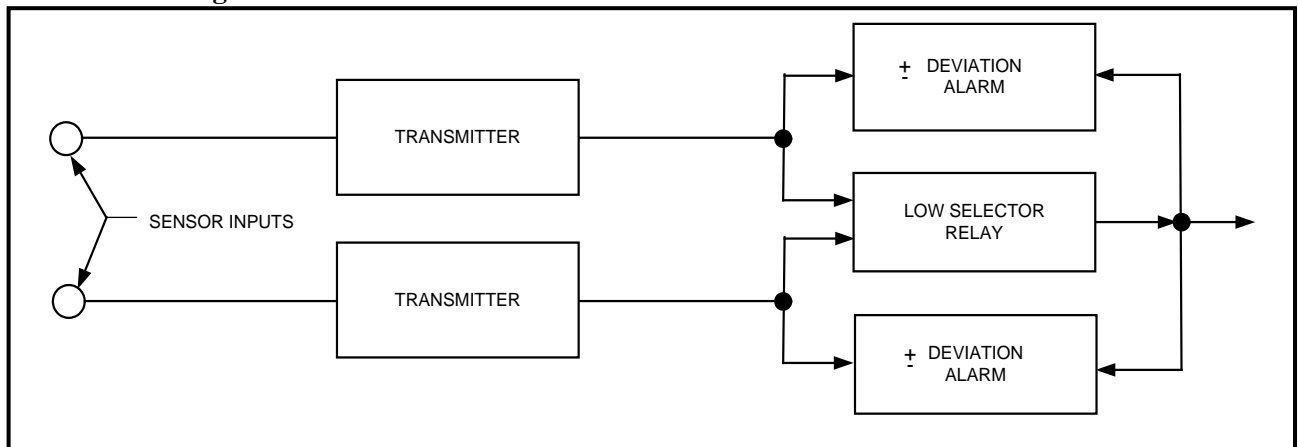 SENSOR INPUTS
TRANSMITTER
TRANSMITTER
+
- DEVIATION
ALARM
LOW SELECTOR
RELAY
+
- DEVIATION
ALARM